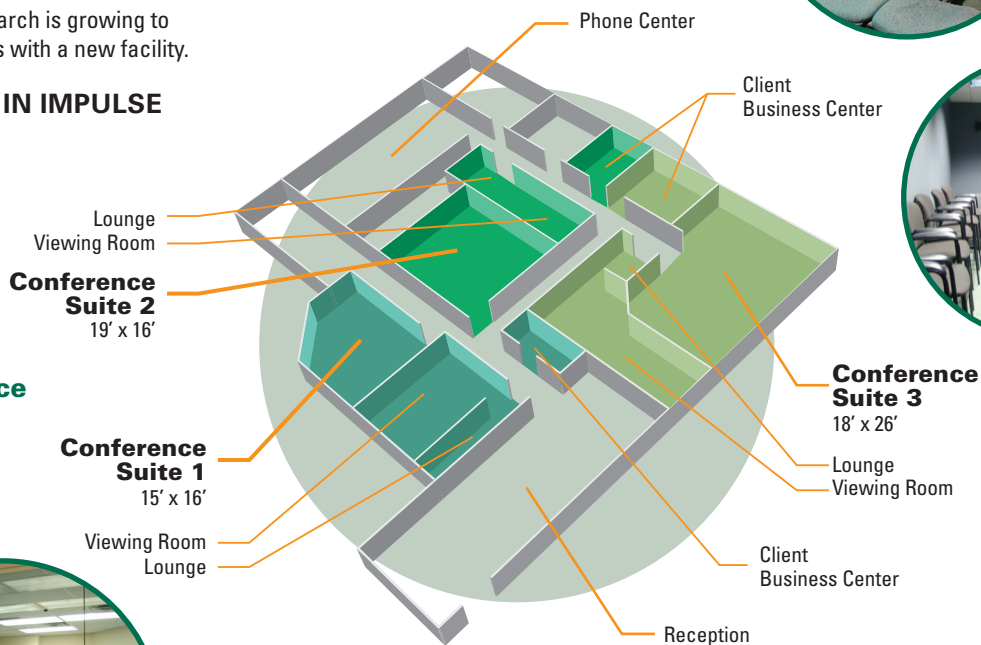 arch is growing to
s with a new facility.
IN IMPULSE
Phone Center
Client
Business Center
Lounge
Viewing Room
Conference
Suite 2
19′ x 16′
ce
Conference
Suite 1
15′ x 16′
Viewing Room
Lounge
Conference
Suite 3
18′ x 26′
Lounge
Viewing Room
Client
Business Center
Reception